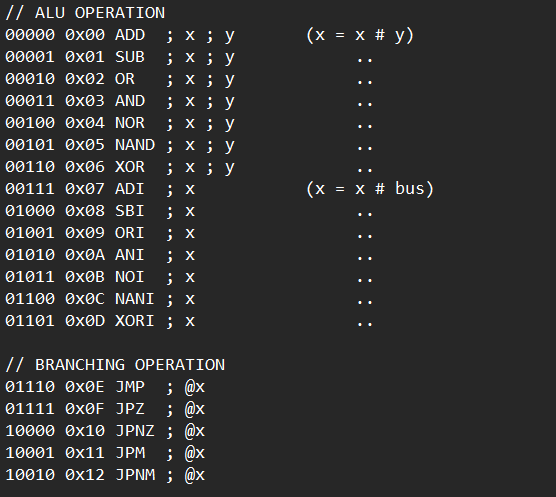 // ALU OPERATION
00000 0x00 ADD  ; x ; y       (x = x # y)
00001 0x01 SUB  ; x ; y            ..
00010 0x02 OR   ; x ; y            ..
00011 0x03 AND  ; x ; y            ..
00100 0x04 NOR  ; x ; y            ..
00101 0x05 NAND ; x ; y            ..
00110 0x06 XOR  ; x ; y            ..
00111 0x07 ADI  ; x           (x = x # bus)
01000 0x08 SBI  ; x                ..
01001 0x09 ORI  ; x                ..
01010 0x0A ANI  ; x                ..
01011 0x0B NOI  ; x                ..
01100 0x0C NANI ; x                ..
01101 0x0D XORI ; x                ..

// BRANCHING OPERATION
01110 0x0E JMP  ; @x
01111 0x0F JPZ  ; @x
10000 0x10 JPNZ ; @x
10001 0x11 JPM  ; @x
10010 0x12 JPNM ; @x